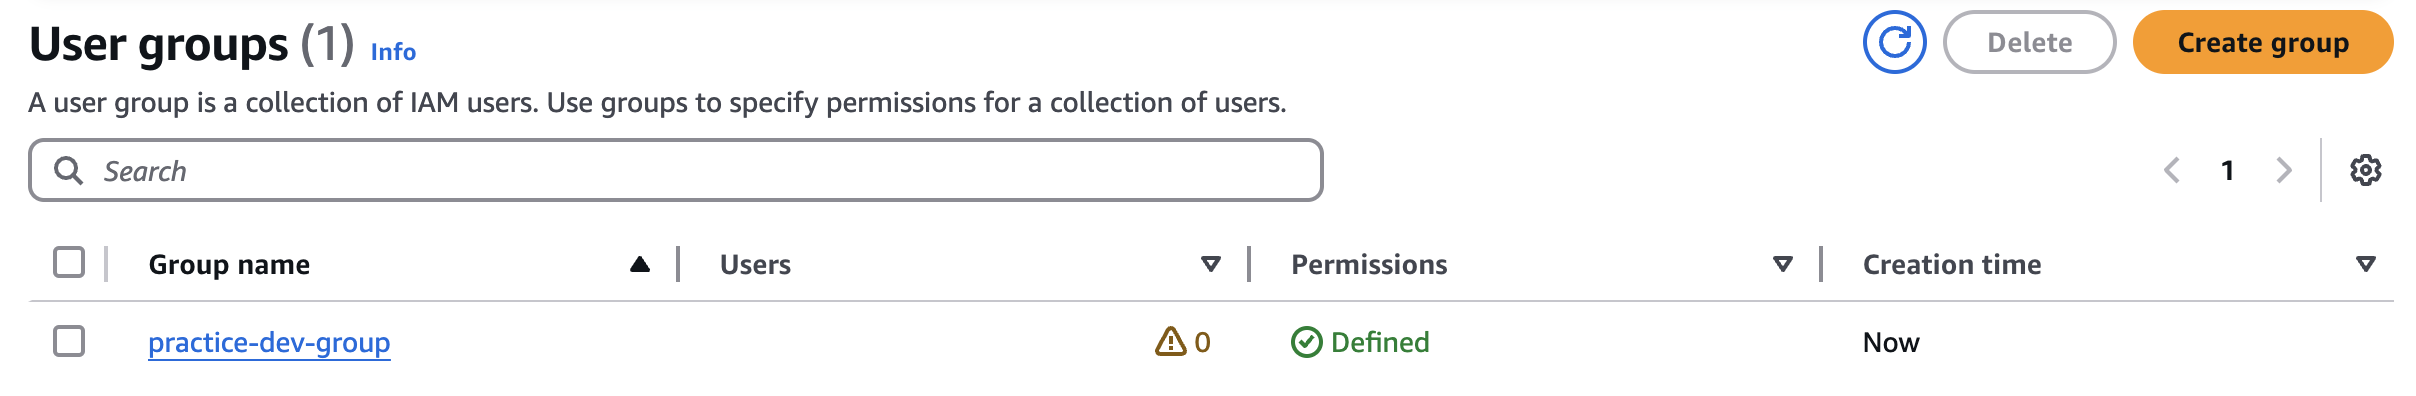 User groups (1) Info
Delete
Create group
A user group is a collection of IAM users. Use groups to specify permissions for a collection of users.
Search
1
Group name Users Permissions Creation time
practice-dev-group 0 Defined Now